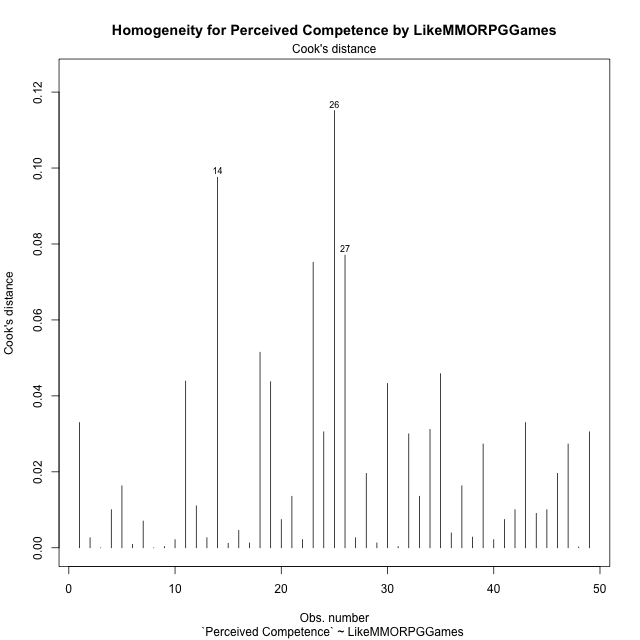 Homogeneity for Perceived Competence by LikeMMORPGGames
Cook's distance
Cook's distance
0.12
0.10
0.08
0.06
0.04
0.02
0.00
26
14
27
0 10 20 30 40 50
Obs. number
`Perceived Competence` ~ LikeMMORPGGames